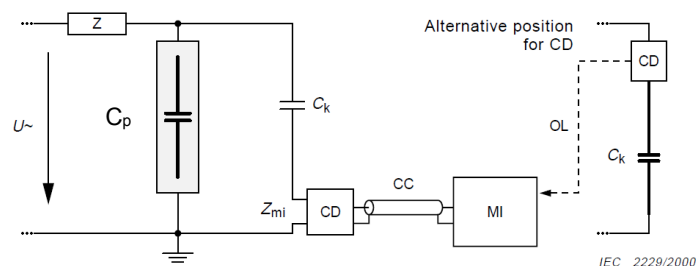 Z
Alternative position
for CD
CD
U~
Cp
Ck
OL
Ck
CC
Zmi
CD
MI
IEC 2229/2000